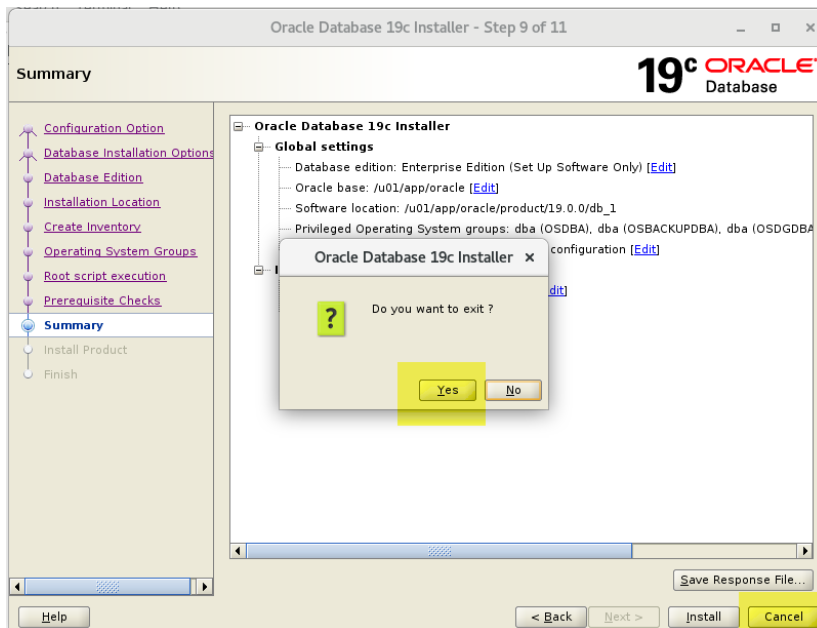 Oracle Database 19c Installer - Step 9 of 11
Summary
19c ORACLE
Database
Configuration Option
Database Installation Options
Database Edition
Installation Location
Create Inventory
Operating System Groups
Root script execution
Prerequisite Checks
Summary
Install Product
Finish
Oracle Database 19c Installer
Global settings
Database edition: Enterprise Edition (Set Up Software Only) [Edit]
Oracle base: /u01/app/oracle [Edit]
Software location: /u01/app/oracle/product/19.0.0/db_1
Privileged Operating System groups: dba (OSDBA), dba (OSBACKUPDBA), dba (OSDGDBA
configuration [Edit]
dit]
Oracle Database 19c Installer
Do you want to exit ?
Yes
No
Save Response File...
Help
< Back
Next >
Install
Cancel